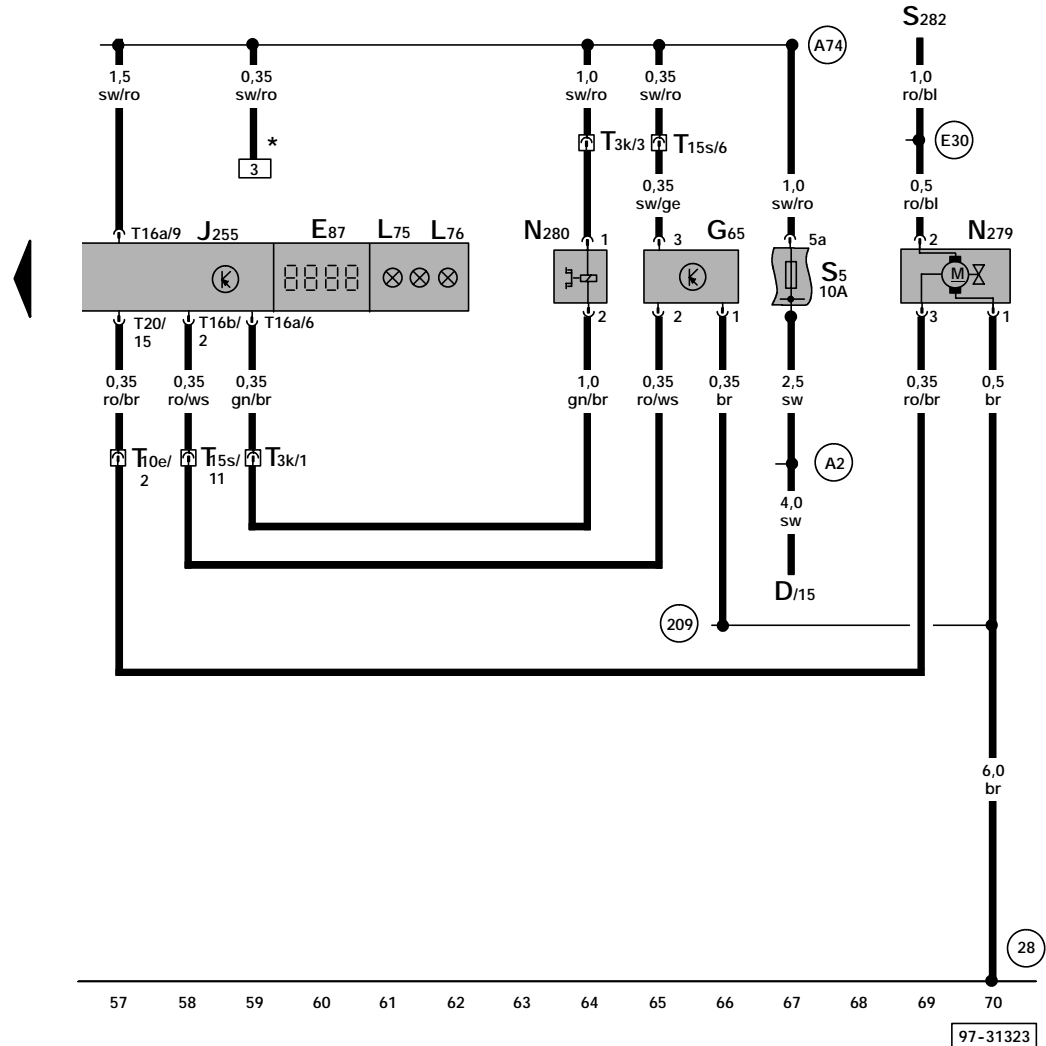 S282
A74
1,5 0,35 1,0 0,35 1,0
sw/ro sw/ro sw/ro sw/ro ro/bl
*
T3k/3 T15s/6 E30
3
0,35 1,0 0,5
sw/ge sw/ro ro/bl
T16a/9 J255 E87 L75 L76 N280 1 3 G65 5a 2 N279
S5
10A
M
T20/ T16b/ T16a/6 2 2 1 3 1
15 2
0,35 0,35 0,35 1,0 0,35 0,35 2,5 0,35 0,5
ro/br ro/ws gn/br gn/br ro/ws br sw ro/br br
T10e/ T15s/ T3k/1 A2
2 11
4,0
sw
D/15
209
6,0
br
28
57 58 59 60 61 62 63 64 65 66 67 68 69 70
97-31323